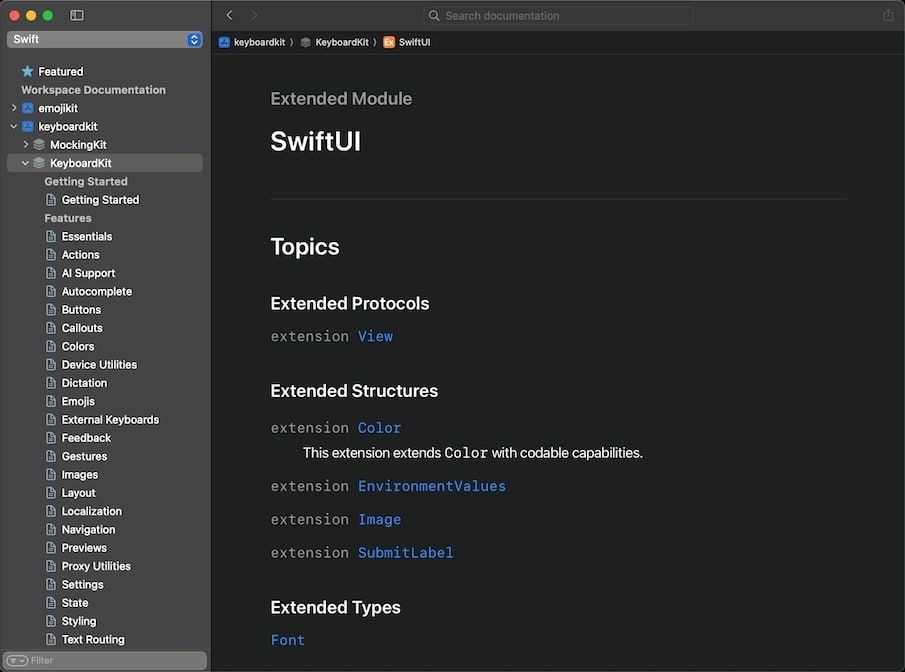 Swift
Featured
Workspace Documentation
emojikit
keyboardkit
MockingKit
KeyboardKit
Getting Started
Getting Started
Features
Essentials
Actions
AI Support
Autocomplete
Buttons
Callouts
Colors
Device Utilities
Dictation
Emojis
External Keyboards
Feedback
Gestures
Images
Layout
Localization
Navigation
Previews
Proxy Utilities
Settings
State
Styling
Text Routing
Filter
Search documentation
keyboardkit ⟩ KeyboardKit ⟩ Ex SwiftUI
Extended Module
SwiftUI
Topics
Extended Protocols
extension View
Extended Structures
extension Color
This extension extends Color with codable capabilities.
extension EnvironmentValues
extension Image
extension SubmitLabel
Extended Types
Font